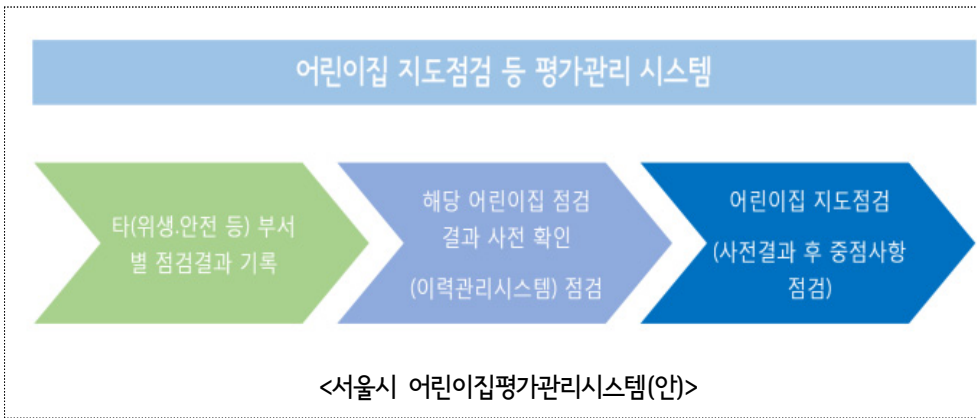 어린이집 지도점검 등 평가관리 시스템
타(위생.안전 등) 부서
별 점검결과 기록
해당 어린이집 점검
결과 사전 확인
(이력관리시스템) 점검
어린이집 지도점검
(사전결과 후 중점사항
점검)
<서울시 어린이집평가관리시스템(안)>